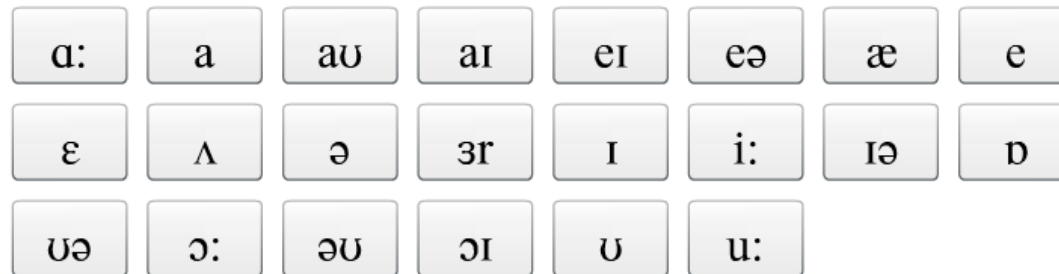 ɑ: a aʊ aɪ eɪ eə æ e
ɛ ʌ ə ɜr ɪ i: ɪə ɒ
ʊə ɔ: əʊ ɔɪ ʊ u: